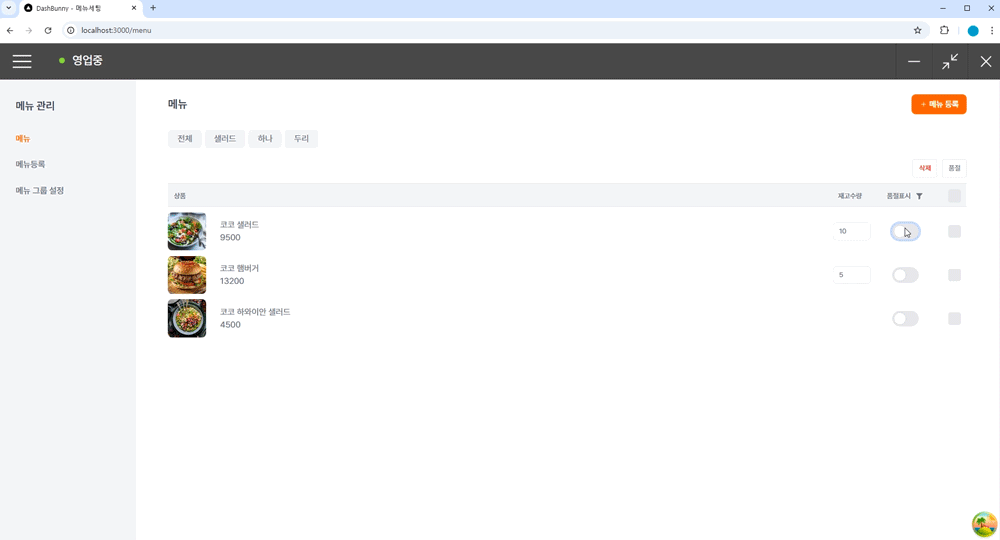 DashBunny - 메뉴세팅
localhost:3000/menu
영업중
메뉴 관리
메뉴
메뉴등록
메뉴 그룹 설정
메뉴
+ 메뉴 등록
전체 샐러드 하나 두리
삭제 품절
상품 재고수량 품절표시
코코 샐러드
9500
10
코코 햄버거
13200
5
코코 하와이안 샐러드
4500